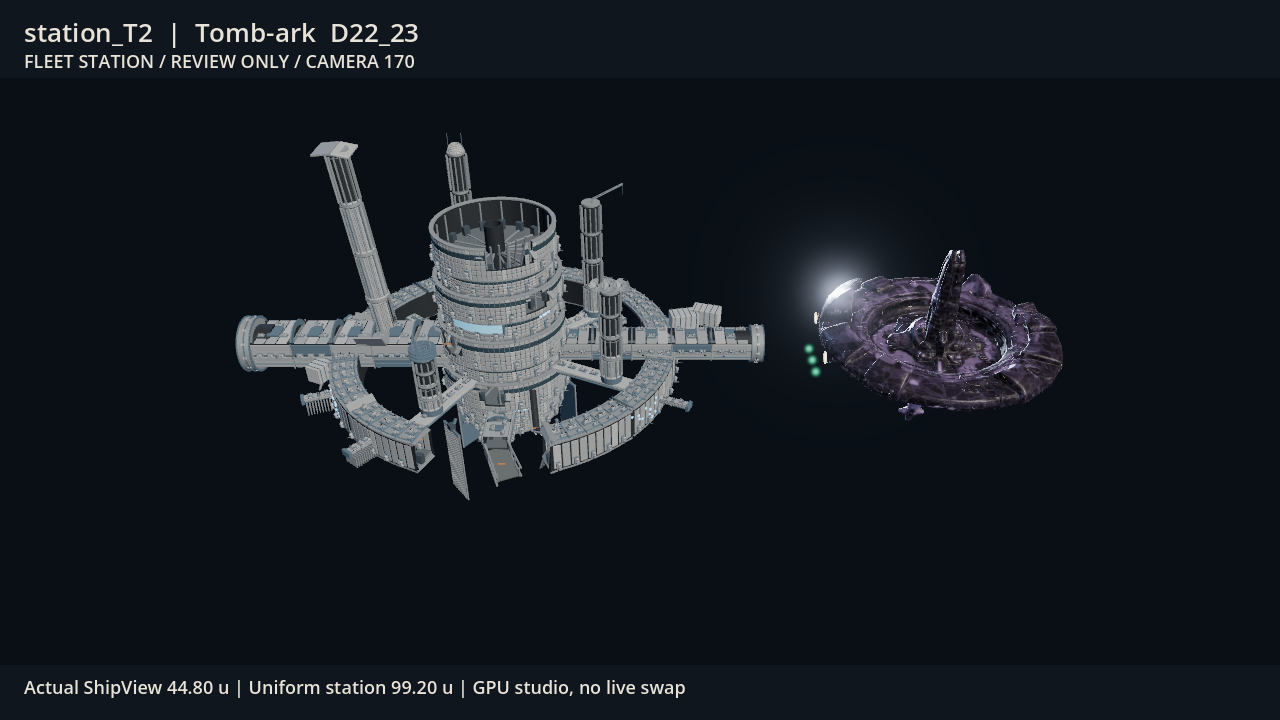 station_T2 | Tomb-ark D22_23
FLEET STATION / REVIEW ONLY / CAMERA 170
Actual ShipView 44.80 u | Uniform station 99.20 u | GPU studio, no live swap